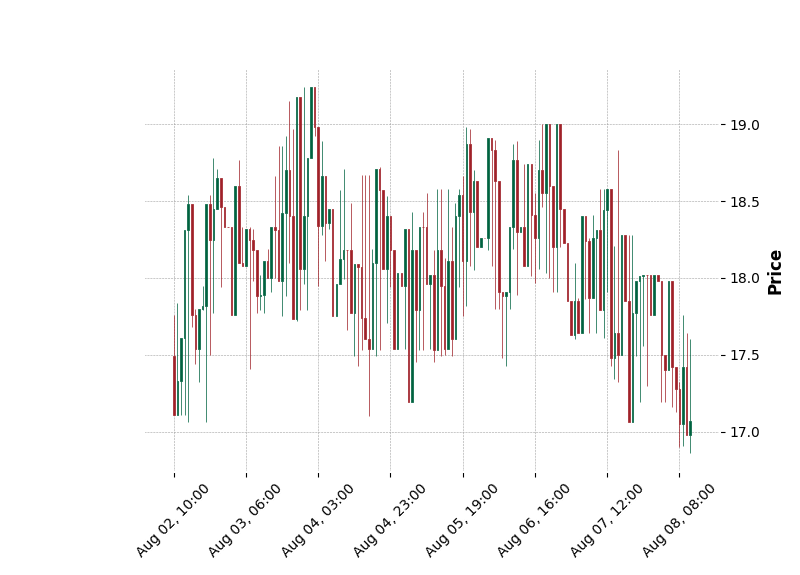 19.0
18.5
18.0
17.5
17.0
Price
Aug 02, 10:00
Aug 03, 06:00
Aug 04, 03:00
Aug 04, 23:00
Aug 05, 19:00
Aug 06, 16:00
Aug 07, 12:00
Aug 08, 08:00